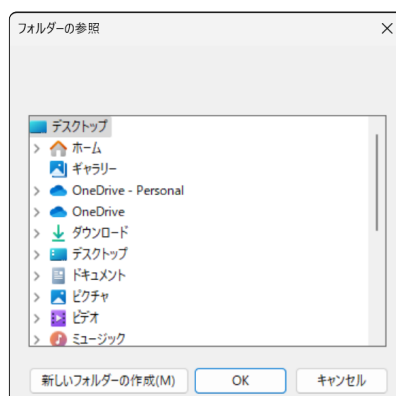 フォルダーの参照
デスクトップ
ホーム
ギャラリー
OneDrive - Personal
OneDrive
ダウンロード
デスクトップ
ドキュメント
ピクチャ
ビデオ
ミュージック
新しいフォルダーの作成(M) OK キャンセル